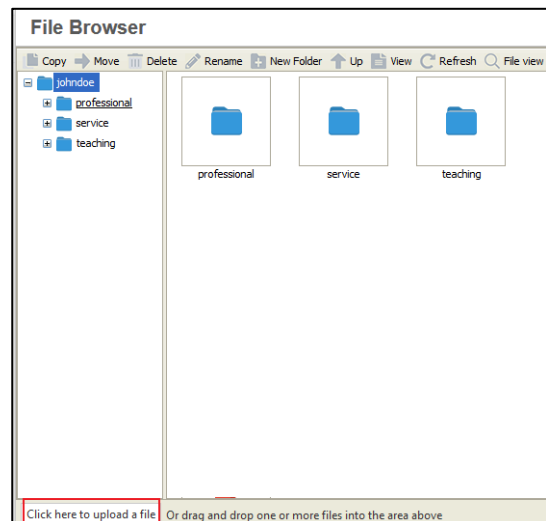 File Browser
Copy Move Delete Rename New Folder Up View Refresh File view
johndoe
professional
service
teaching
professional service teaching
Click here to upload a file Or drag and drop one or more files into the area above